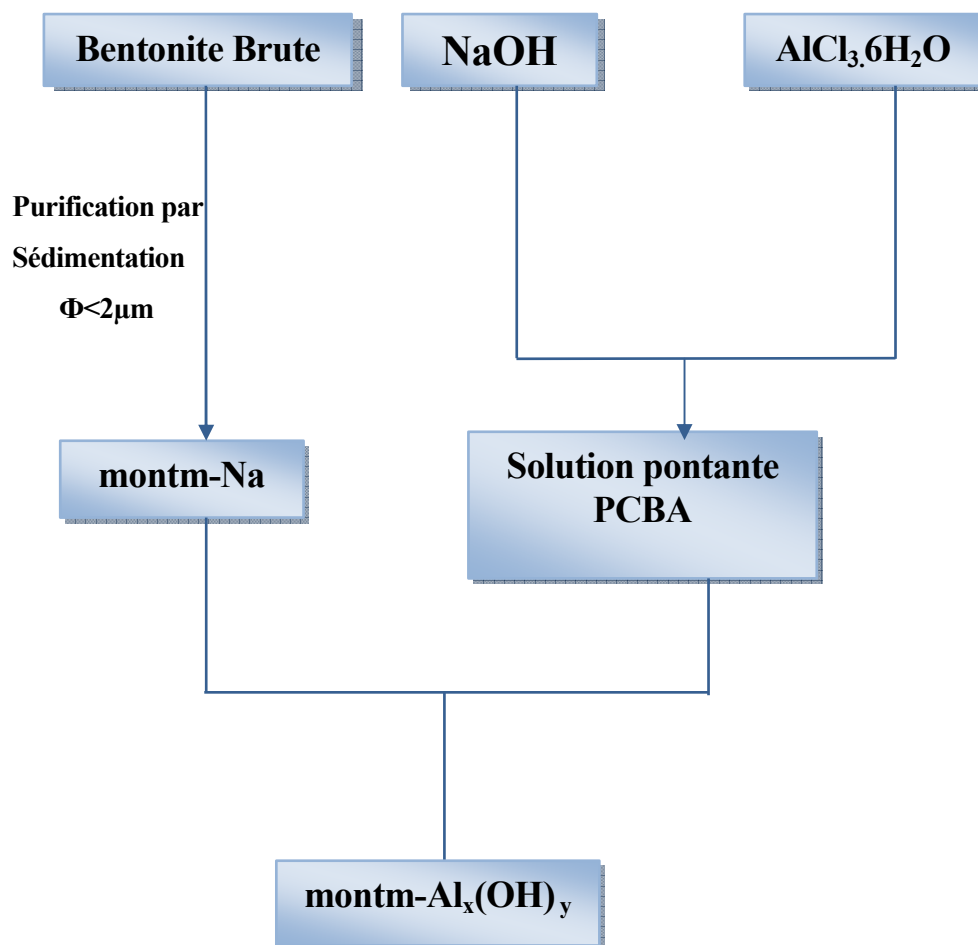 Bentonite Brute
NaOH
AlCl₃.6H₂O
Purification par
Sédimentation
Φ<2µm
montm-Na
Solution pontante
PCBA
montm-Alₓ(OH) ᵧ